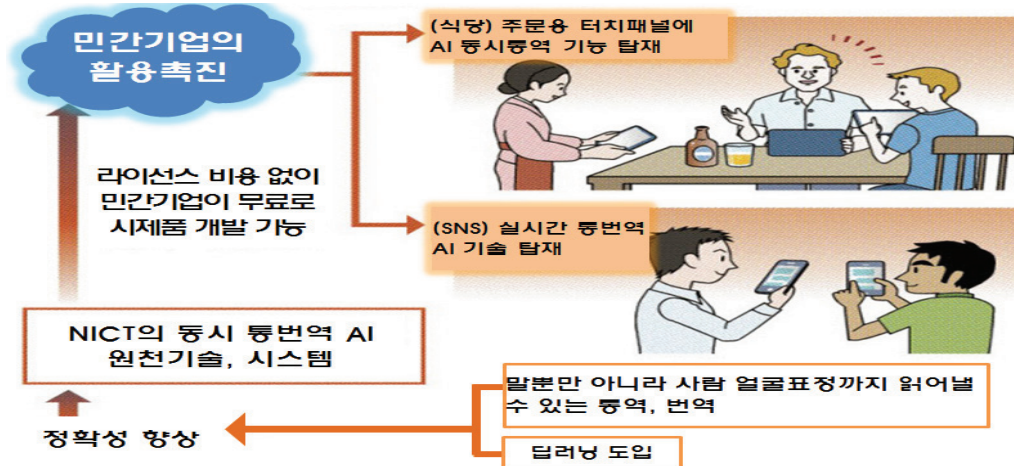 민간기업의
활용촉진
(식당) 주문용 터치패널에
AI 동시통역 기능 탑재
라이선스 비용 없이
민간기업이 무료로
시제품 개발 가능
(SNS) 실시간 통번역
AI 기술 탑재
NICT의 동시 통번역 AI
원천기술, 시스템
말뿐만 아니라 사람 얼굴표정까지 읽어낼
수 있는 통역, 번역
정확성 향상
딥러닝 도입